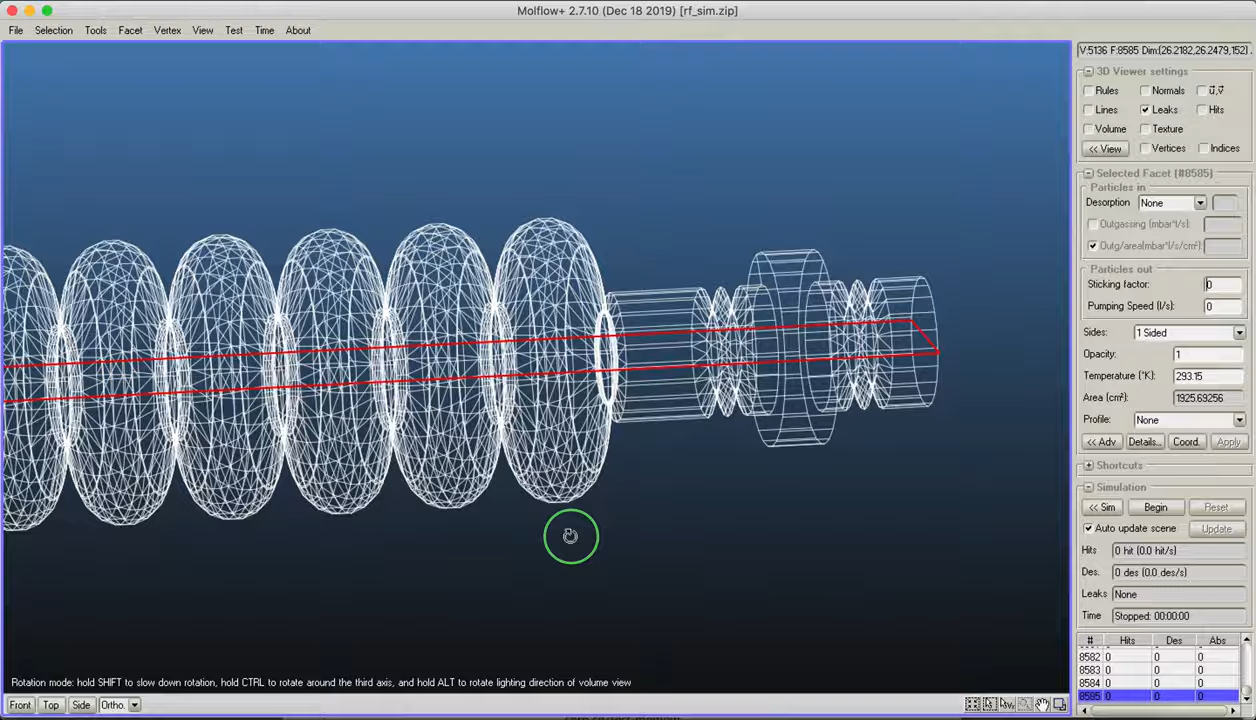 Molflow+ 2.7.10 (Dec 18 2019) [rf_sim.zip]
File Selection Tools Facet Vertex View Test Time About
V:5136 F:8585 Dim:(26.2182,26.2479,152)
3D Viewer settings
Rules Normals ü,v̈
Lines Leaks Hits
Volume Texture
<< View Vertices Indices
Selected Facet (#8585)
Particles in
Desorption None
Outgassing (mbar*l/s):
Outg/area(mbar*l/s/cm²):
Particles out
Sticking factor: 0
Pumping Speed (l/s): 0
Sides: 1 Sided
Opacity: 1
Temperature (°K): 293.15
Area (cm²): 1925.69256
Profile: None
<< Adv Details... Coord. Apply
Shortcuts
Simulation
<< Sim Begin Reset
Auto update scene Update
Hits 0 hit (0.0 hit/s)
Des. 0 des (0.0 des/s)
Leaks None
Time Stopped: 00:00:00
# Hits Des Abs
8582 0 0 0
8583 0 0 0
8584 0 0 0
8585 0 0 0
Rotation mode: hold SHIFT to slow down rotation, hold CTRL to rotate around the third axis, and hold ALT to rotate lighting direction of volume view
Front Top Side Ortho.